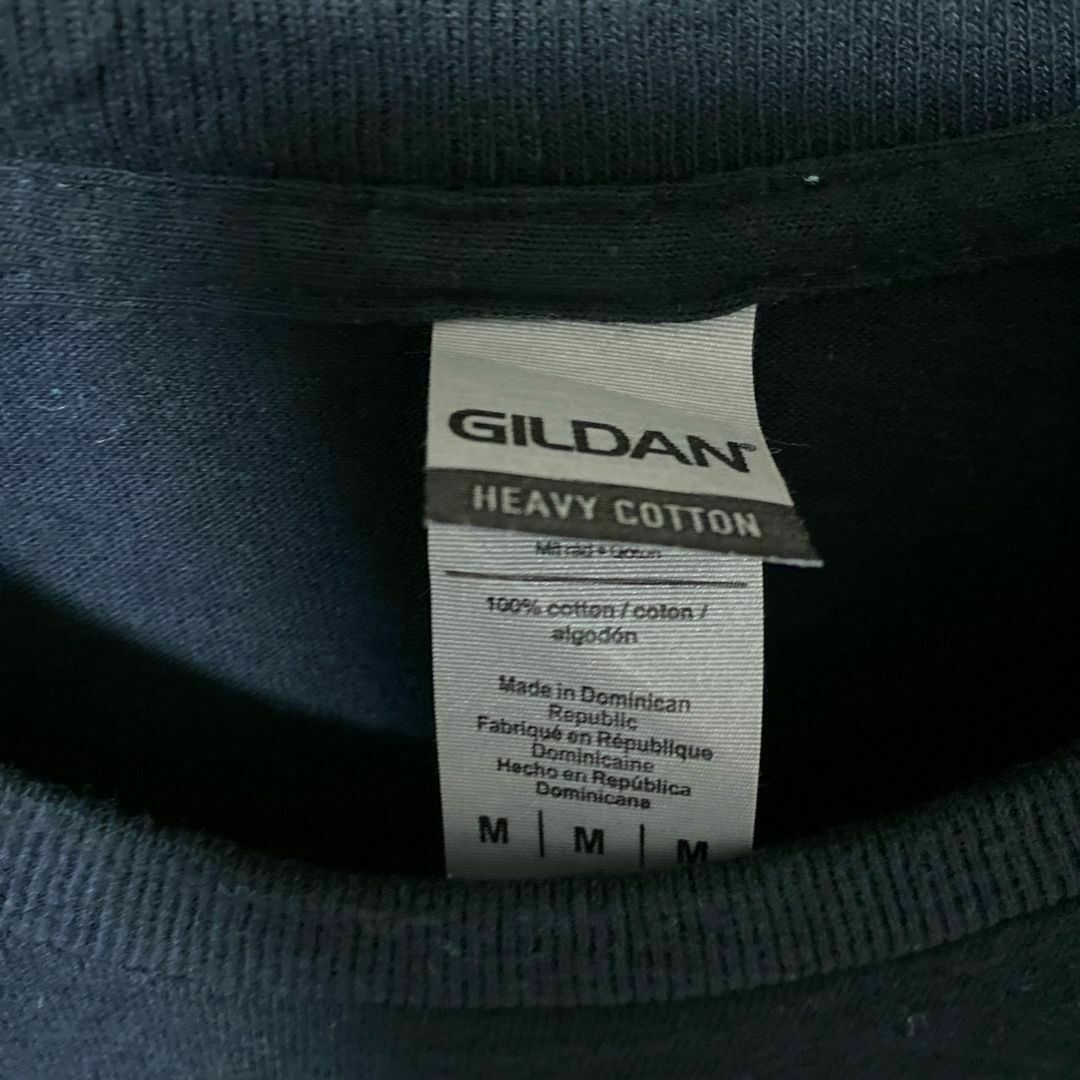 GILDAN®
HEAVY COTTON
100% cotton / coton /
algodón
Made in Dominican
Republic
Fabriqué en République
Dominicaine
Hecho en República
Dominicana
M | M | M